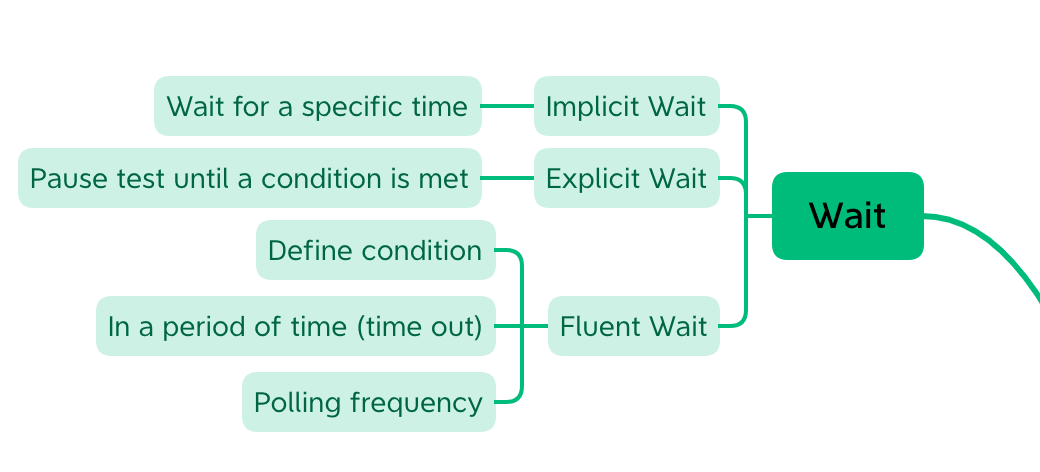 Wait for a specific time
Implicit Wait
Pause test until a condition is met
Explicit Wait
Wait
Define condition
In a period of time (time out)
Fluent Wait
Polling frequency